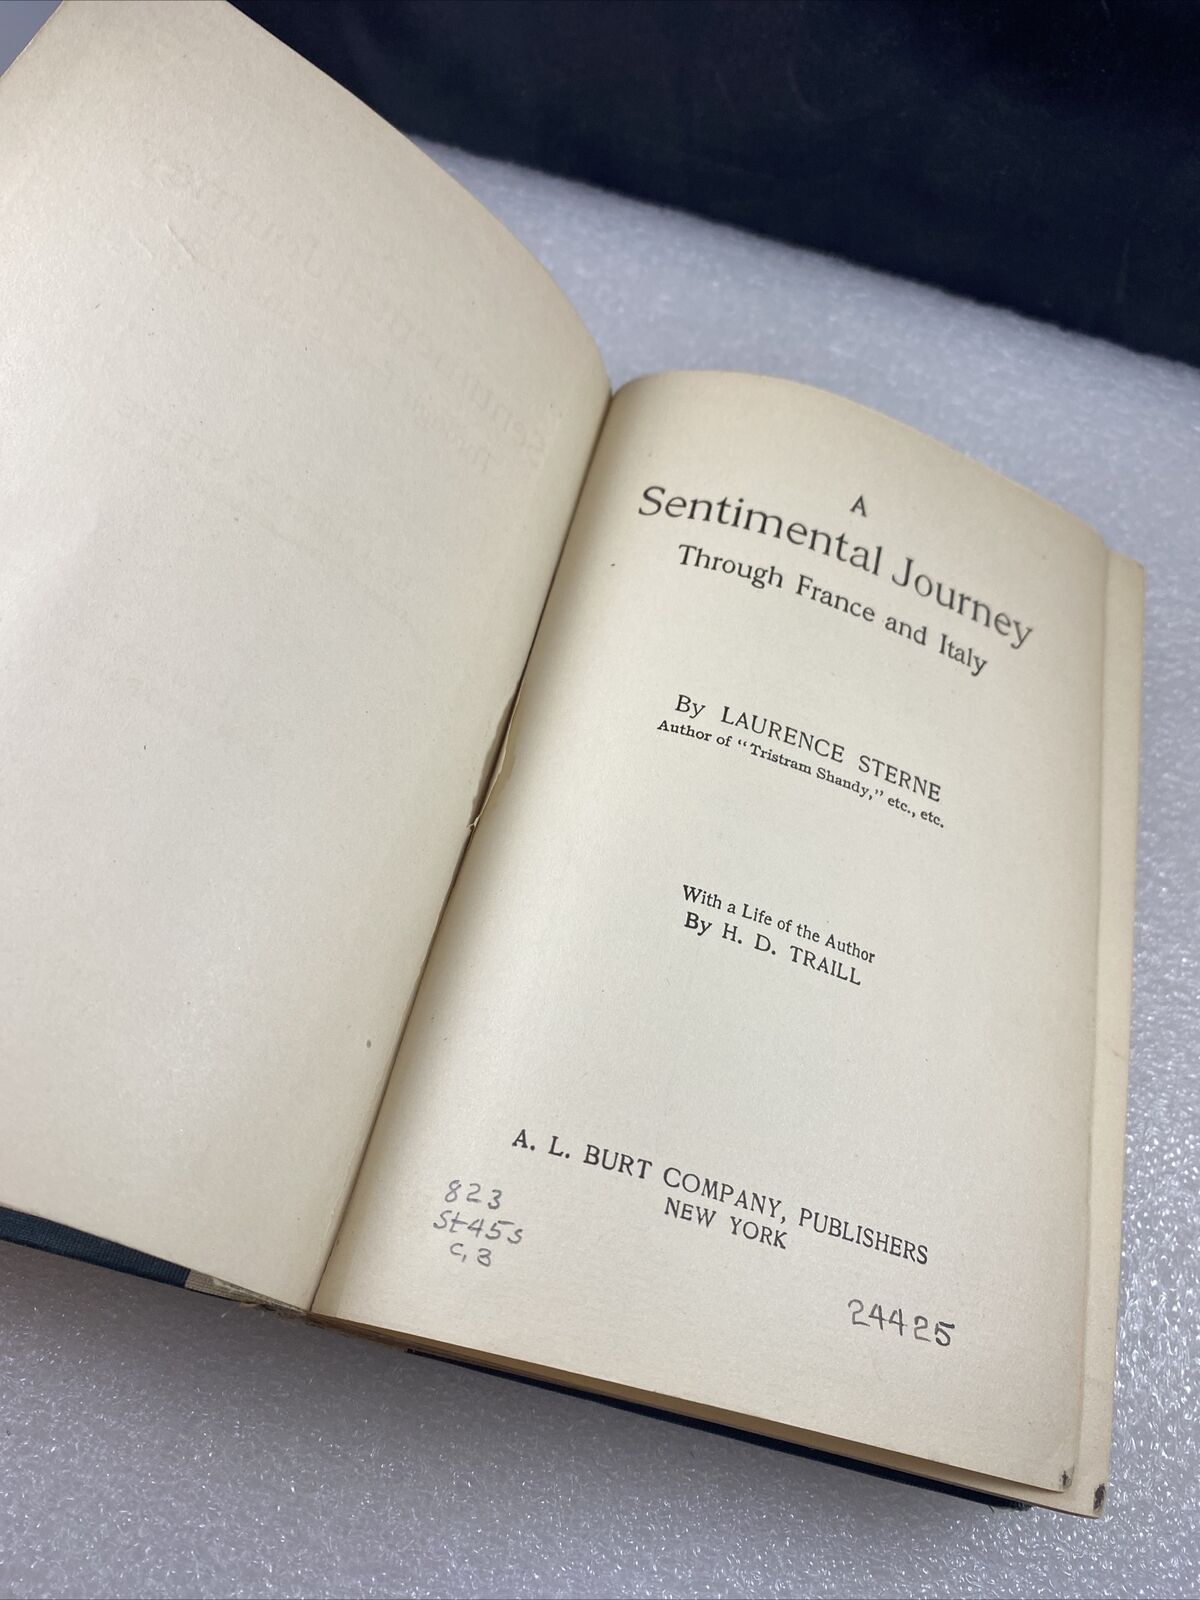 A
Sentimental Journey
Through France and Italy
By LAURENCE STERNE
Author of "Tristram Shandy," etc., etc.
With a Life of the Author
By H. D. TRAILL
A. L. BURT COMPANY, PUBLISHERS
NEW YORK
823
St45s
c, 3
24425